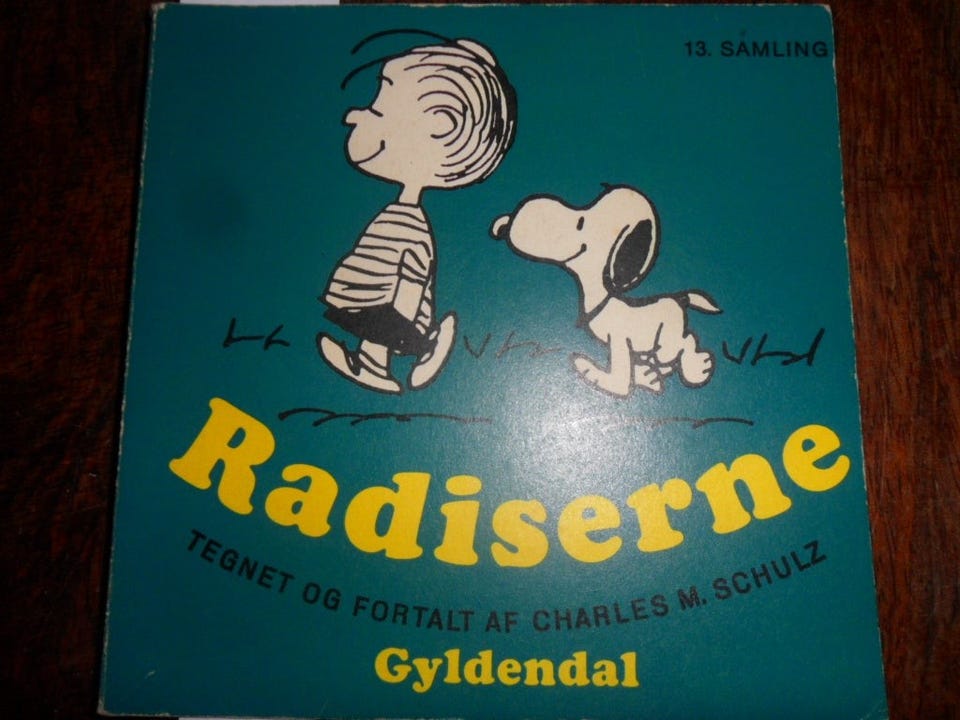 13. SAMLING
Radiserne
TEGNET OG FORTALT AF CHARLES M. SCHULZ
Gyldendal